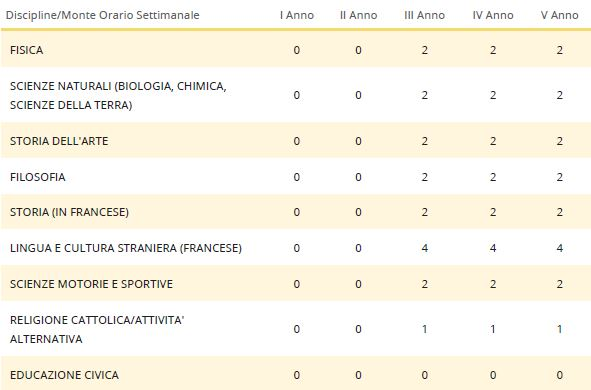 Discipline/Monte Orario Settimanale I Anno II Anno III Anno IV Anno V Anno
FISICA 0 0 2 2 2
SCIENZE NATURALI (BIOLOGIA, CHIMICA,
SCIENZE DELLA TERRA) 0 0 2 2 2
STORIA DELL'ARTE 0 0 2 2 2
FILOSOFIA 0 0 2 2 2
STORIA (IN FRANCESE) 0 0 2 2 2
LINGUA E CULTURA STRANIERA (FRANCESE) 0 0 4 4 4
SCIENZE MOTORIE E SPORTIVE 0 0 2 2 2
RELIGIONE CATTOLICA/ATTIVITA'
ALTERNATIVA 0 0 1 1 1
EDUCAZIONE CIVICA 0 0 0 0 0